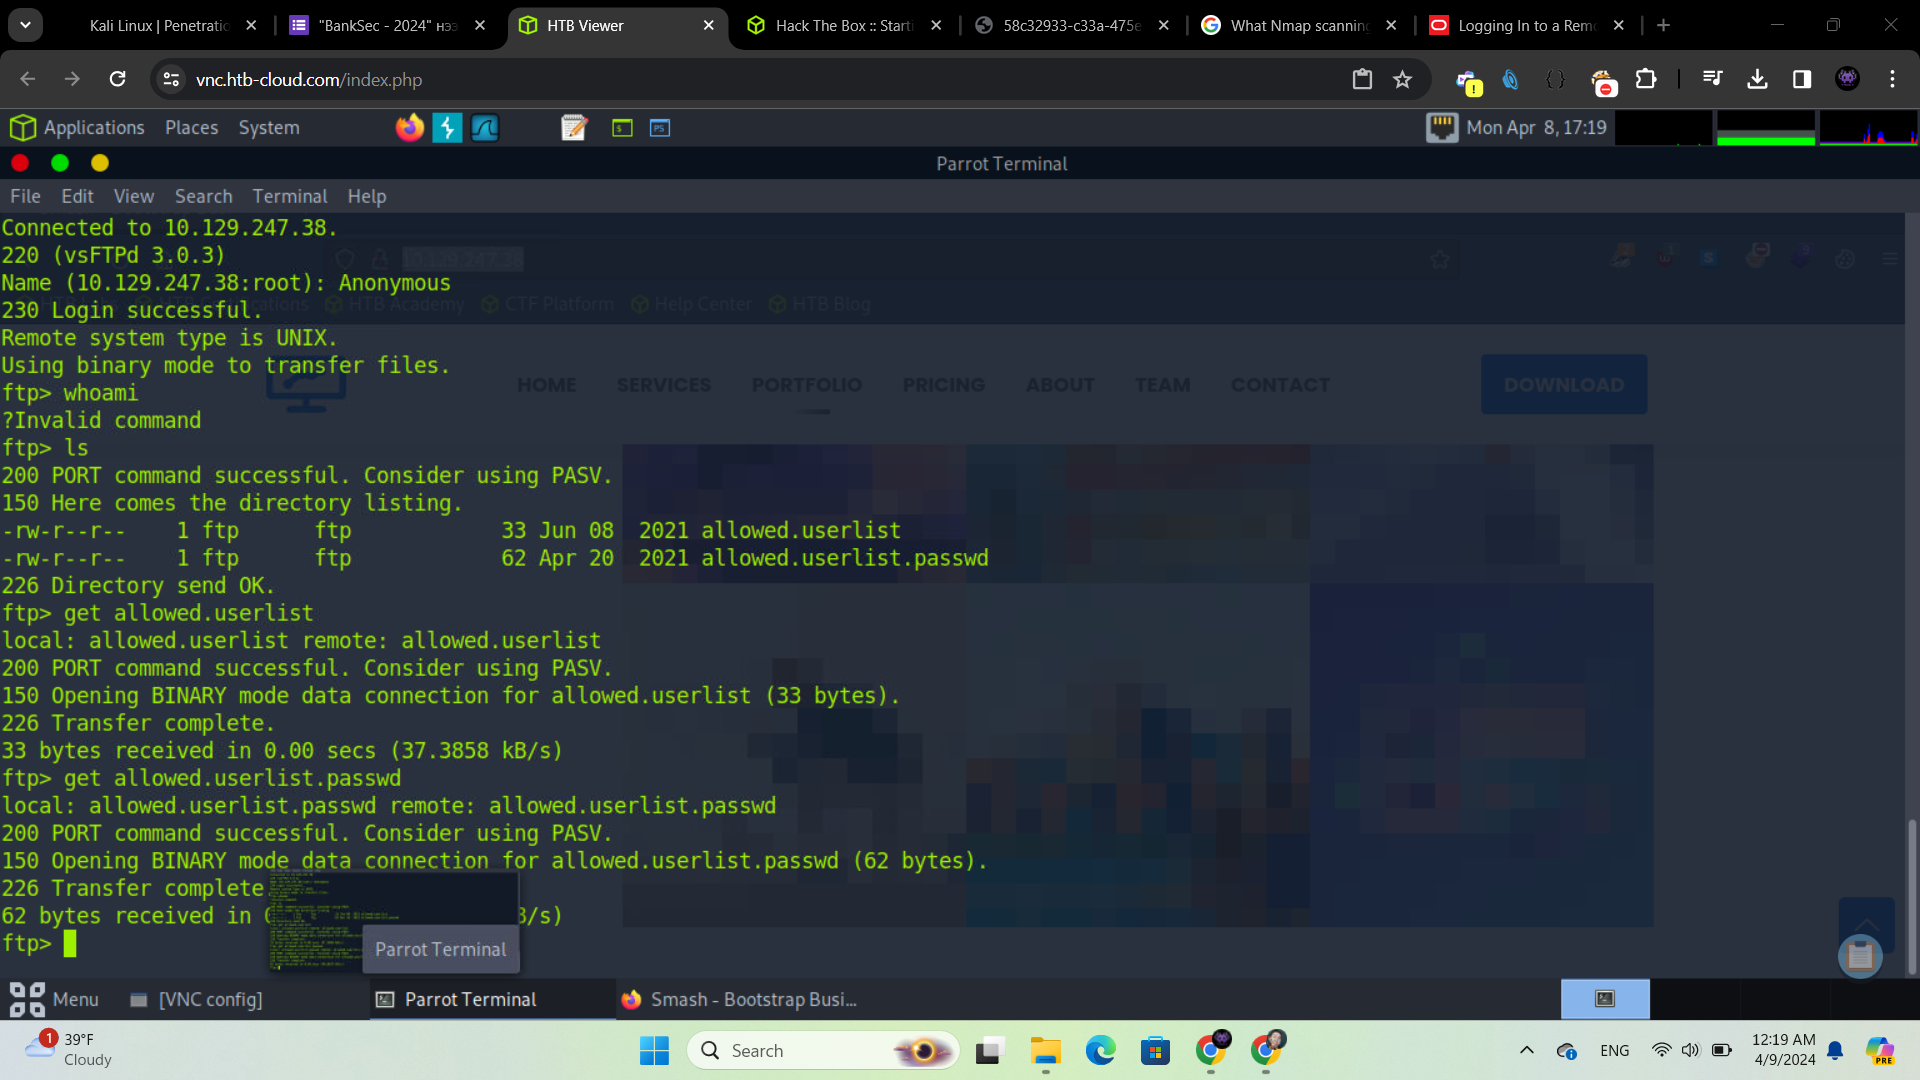 Kali Linux | Penetratio
"BankSec - 2024" нээ
HTB Viewer
Hack The Box :: Starti
58c32933-c33a-475e
What Nmap scanning
Logging In to a Remo
vnc.htb-cloud.com/index.php
Applications Places System
Mon Apr 8, 17:19
Parrot Terminal
File Edit View Search Terminal Help
Connected to 10.129.247.38.
220 (vsFTPd 3.0.3)
10.129.247.38
Name (10.129.247.38:root): Anonymous
HTB Academy CTF Platform Help Center HTB Blog
230 Login successful.
Remote system type is UNIX.
Using binary mode to transfer files.
HOME SERVICES PORTFOLIO PRICING ABOUT TEAM CONTACT DOWNLOAD
ftp> whoami
?Invalid command
ftp> ls
200 PORT command successful. Consider using PASV.
150 Here comes the directory listing.
-rw-r--r-- 1 ftp ftp 33 Jun 08 2021 allowed.userlist
-rw-r--r-- 1 ftp ftp 62 Apr 20 2021 allowed.userlist.passwd
226 Directory send OK.
ftp> get allowed.userlist
local: allowed.userlist remote: allowed.userlist
200 PORT command successful. Consider using PASV.
150 Opening BINARY mode data connection for allowed.userlist (33 bytes).
226 Transfer complete.
33 bytes received in 0.00 secs (37.3858 kB/s)
ftp> get allowed.userlist.passwd
local: allowed.userlist.passwd remote: allowed.userlist.passwd
200 PORT command successful. Consider using PASV.
150 Opening BINARY mode data connection for allowed.userlist.passwd (62 bytes).
226 Transfer complete
62 bytes received in B/s)
ftp>
Parrot Terminal
Menu [VNC config] Parrot Terminal Smash - Bootstrap Busi...
1
39°F
Cloudy
Search
ENG
12:19 AM
4/9/2024
PRE